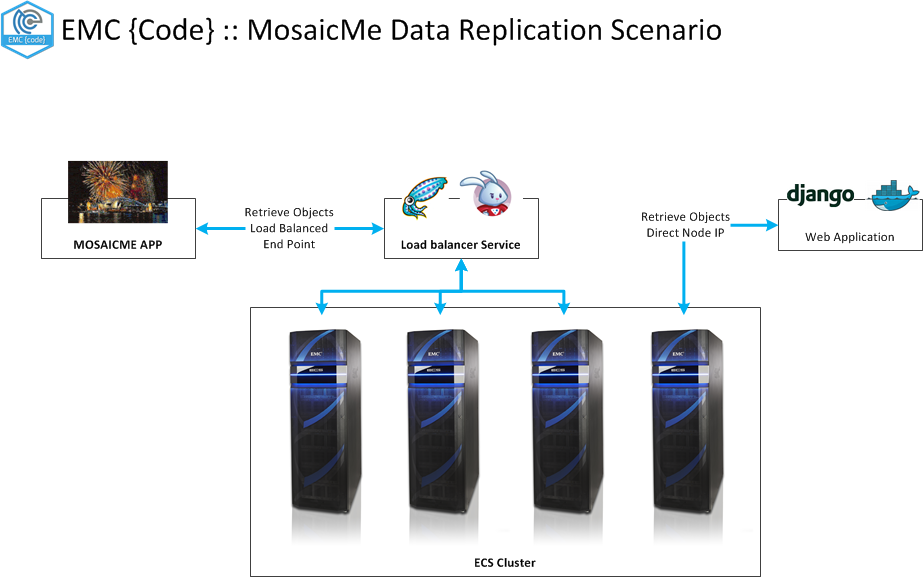 EMC {code}
EMC {Code} :: MosaicMe Data Replication Scenario
MOSAICME APP
Retrieve Objects
Load Balanced
End Point
Load balancer Service
Retrieve Objects
Direct Node IP
django
Web Application
EMC
EMC
EMC
EMC
ECS Cluster